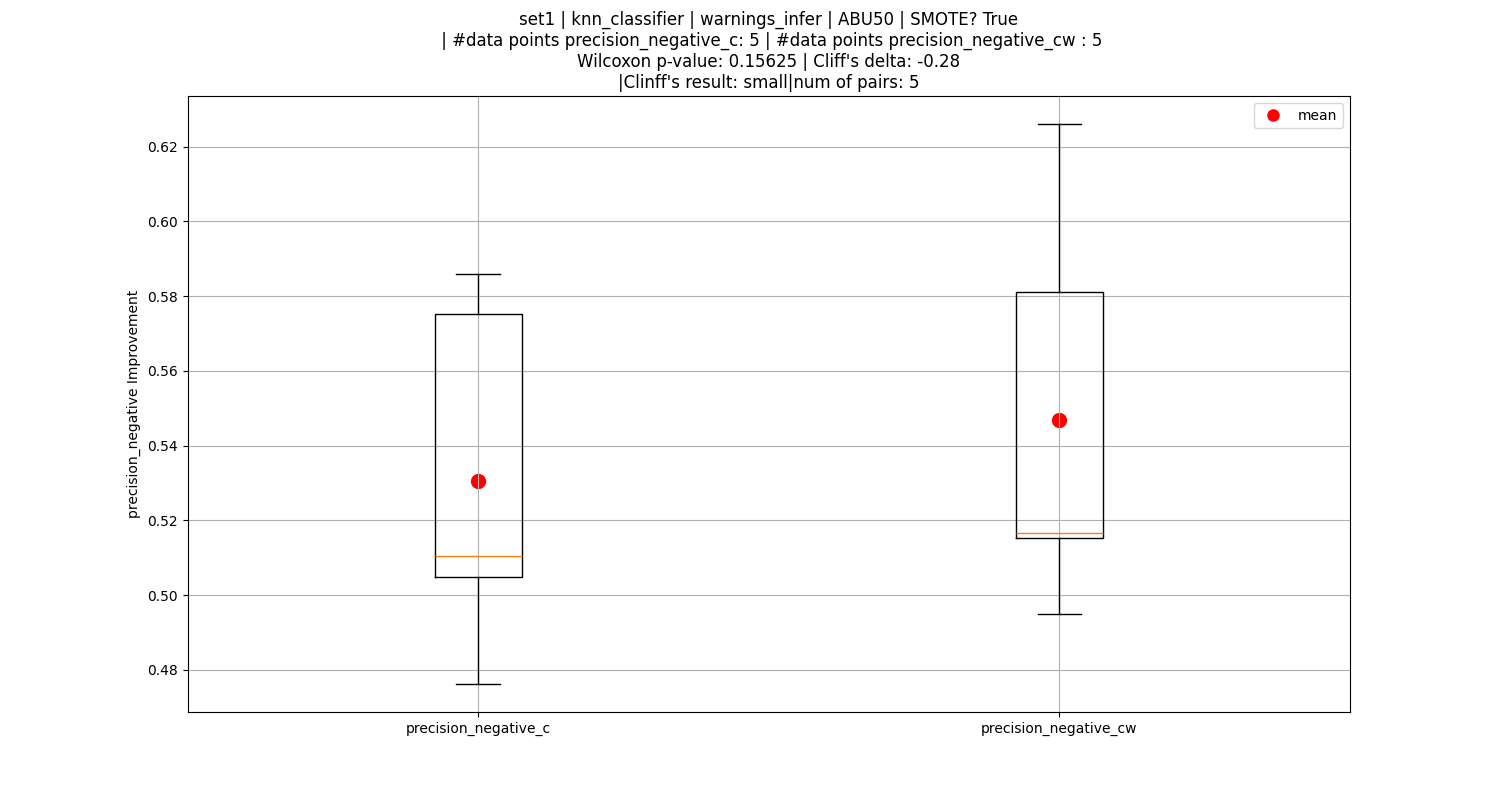 set1 | knn_classifier | warnings_infer | ABU50 | SMOTE? True
| #data points precision_negative_c: 5 | #data points precision_negative_cw : 5
Wilcoxon p-value: 0.15625 | Cliff's delta: -0.28
|Clinff's result: small|num of pairs: 5
mean
0.62
0.60
0.58
0.56
0.54
0.52
0.50
0.48
precision_negative Improvement
precision_negative_c
precision_negative_cw